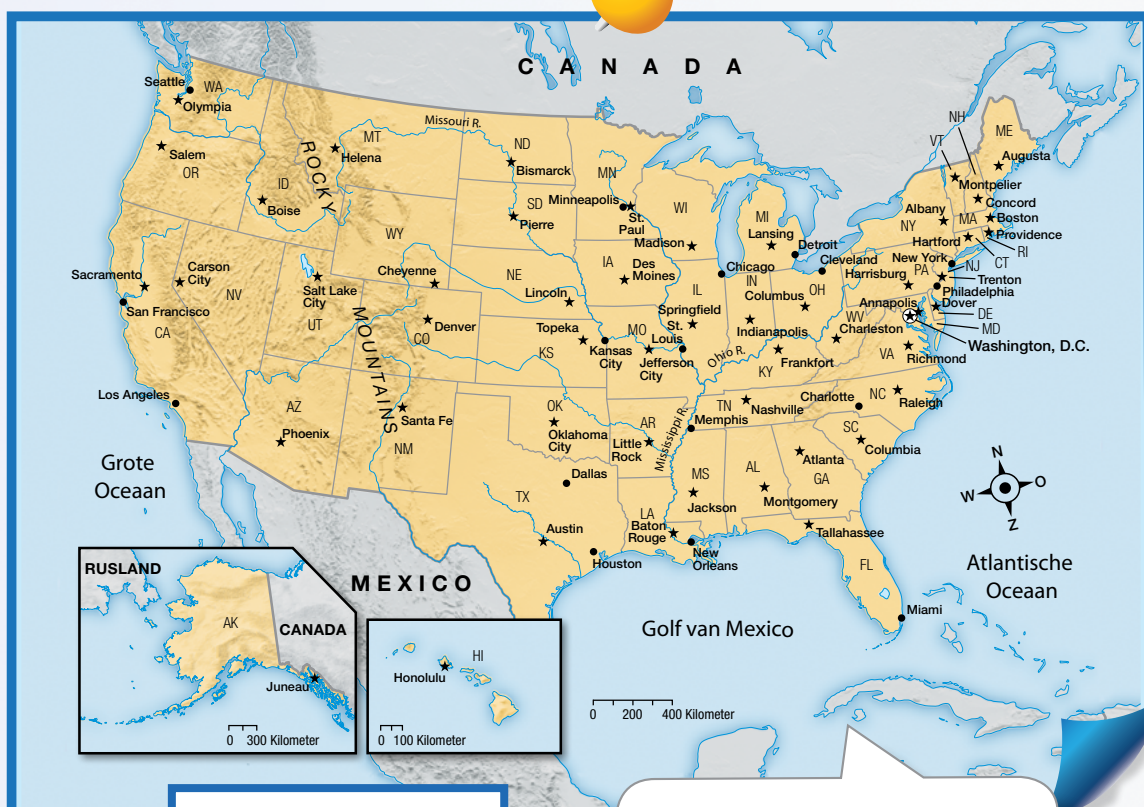 CANADA
Seattle
WA
Olympia
Missouri R.
NH
ME
MT
ND
VT
Salem
ROCKY
Helena
Augusta
OR
Bismarck
MN
Montpelier
ID
Minneapolis
WI
Concord
SD
St.
Paul
MI
Albany
MA
Boise
Pierre
Boston
Lansing
NY
Providence
WY
Madison
Detroit
Hartford
RI
IA
Cleveland
New York
CT
Sacramento
Carson
City
Cheyenne
NE
Des
Moines
Chicago
Harrisburg
PA
NJ
Salt Lake
City
IN
Trenton
NV
Lincoln
IL
Columbus
OH
Philadelphia
San Francisco
Springfield
Annapolis
Dover
UT
MOUNTAINS
Denver
Topeka
MO
St.
Louis
Indianapolis
WV
DE
CA
CO
Charleston
MD
KS
Kansas
City
Jefferson
City
Ohio R.
Frankfort
VA
Richmond
Washington, D.C.
KY
Los Angeles
AZ
Santa Fe
OK
AR
TN
Nashville
Charlotte
NC
Raleigh
Phoenix
Oklahoma
City
Little
Rock
Mississippi R.
Memphis
SC
Columbia
NM
Atlanta
Grote
Oceaan
Dallas
MS
AL
GA
N
W
O
Z
TX
Jackson
Montgomery
LA
Austin
Baton
Rouge
Tallahassee
New
Orleans
Houston
RUSLAND
MEXICO
FL
Atlantische
Oceaan
AK
CANADA
Miami
Golf van Mexico
HI
Honolulu
Juneau
0 300 Kilometer
0 100 Kilometer
0 200 400 Kilometer